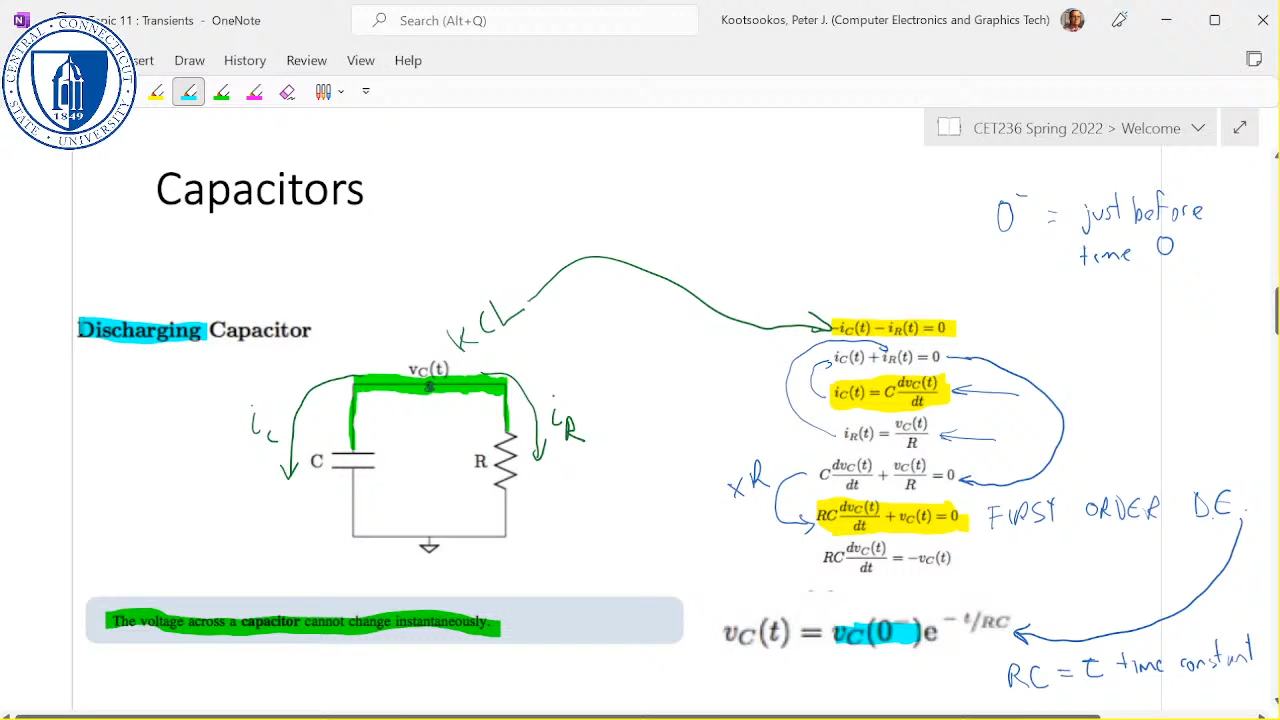 Topic 11 : Transients - OneNote
Search (Alt+Q)
Kootsookos, Peter J. (Computer Electronics and Graphics Tech)
CENTRAL CONNECTICUT STATE UNIVERSITY
1849
Draw History Review View Help
CET236 Spring 2022 > Welcome
Capacitors
0⁻ = just before
time 0
Discharging Capacitor
KCL
v_C(t)
i_C
i_R
C
R
-i_C(t) - i_R(t) = 0
i_C(t) + i_R(t) = 0
i_C(t) = C dv_C(t)/dt
i_R(t) = v_C(t)/R
C dv_C(t)/dt + v_C(t)/R = 0
xR
RC dv_C(t)/dt + v_C(t) = 0
FIRST ORDER D.E.
RC dv_C(t)/dt = -v_C(t)
The voltage across a capacitor cannot change instantaneously.
v_C(t) = v_C(0⁻)e^{-t/RC}
RC = τ time constant